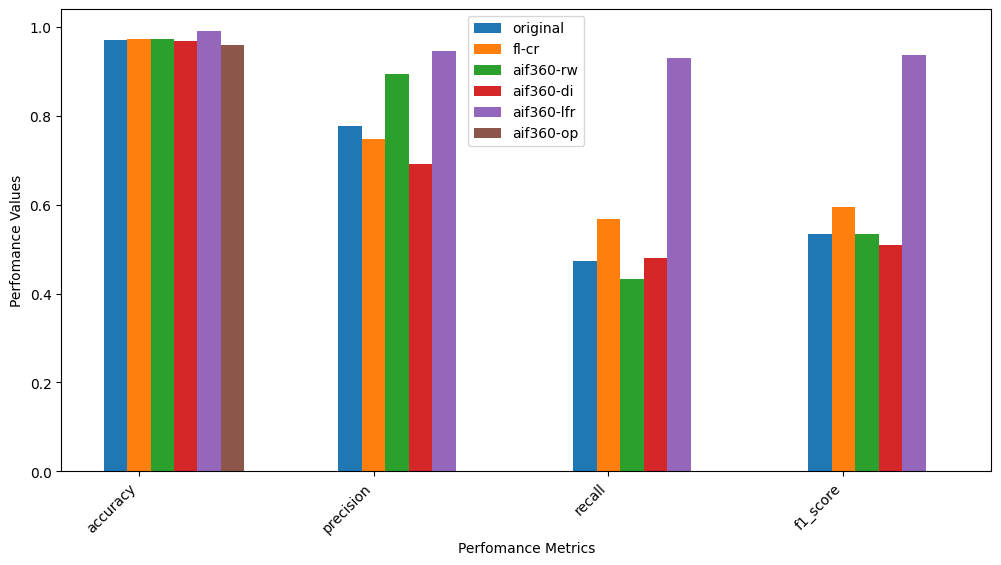 1.0
0.8
0.6
0.4
0.2
0.0
Perfomance Values
original
fl-cr
aif360-rw
aif360-di
aif360-lfr
aif360-op
accuracy
precision
recall
f1_score
Perfomance Metrics